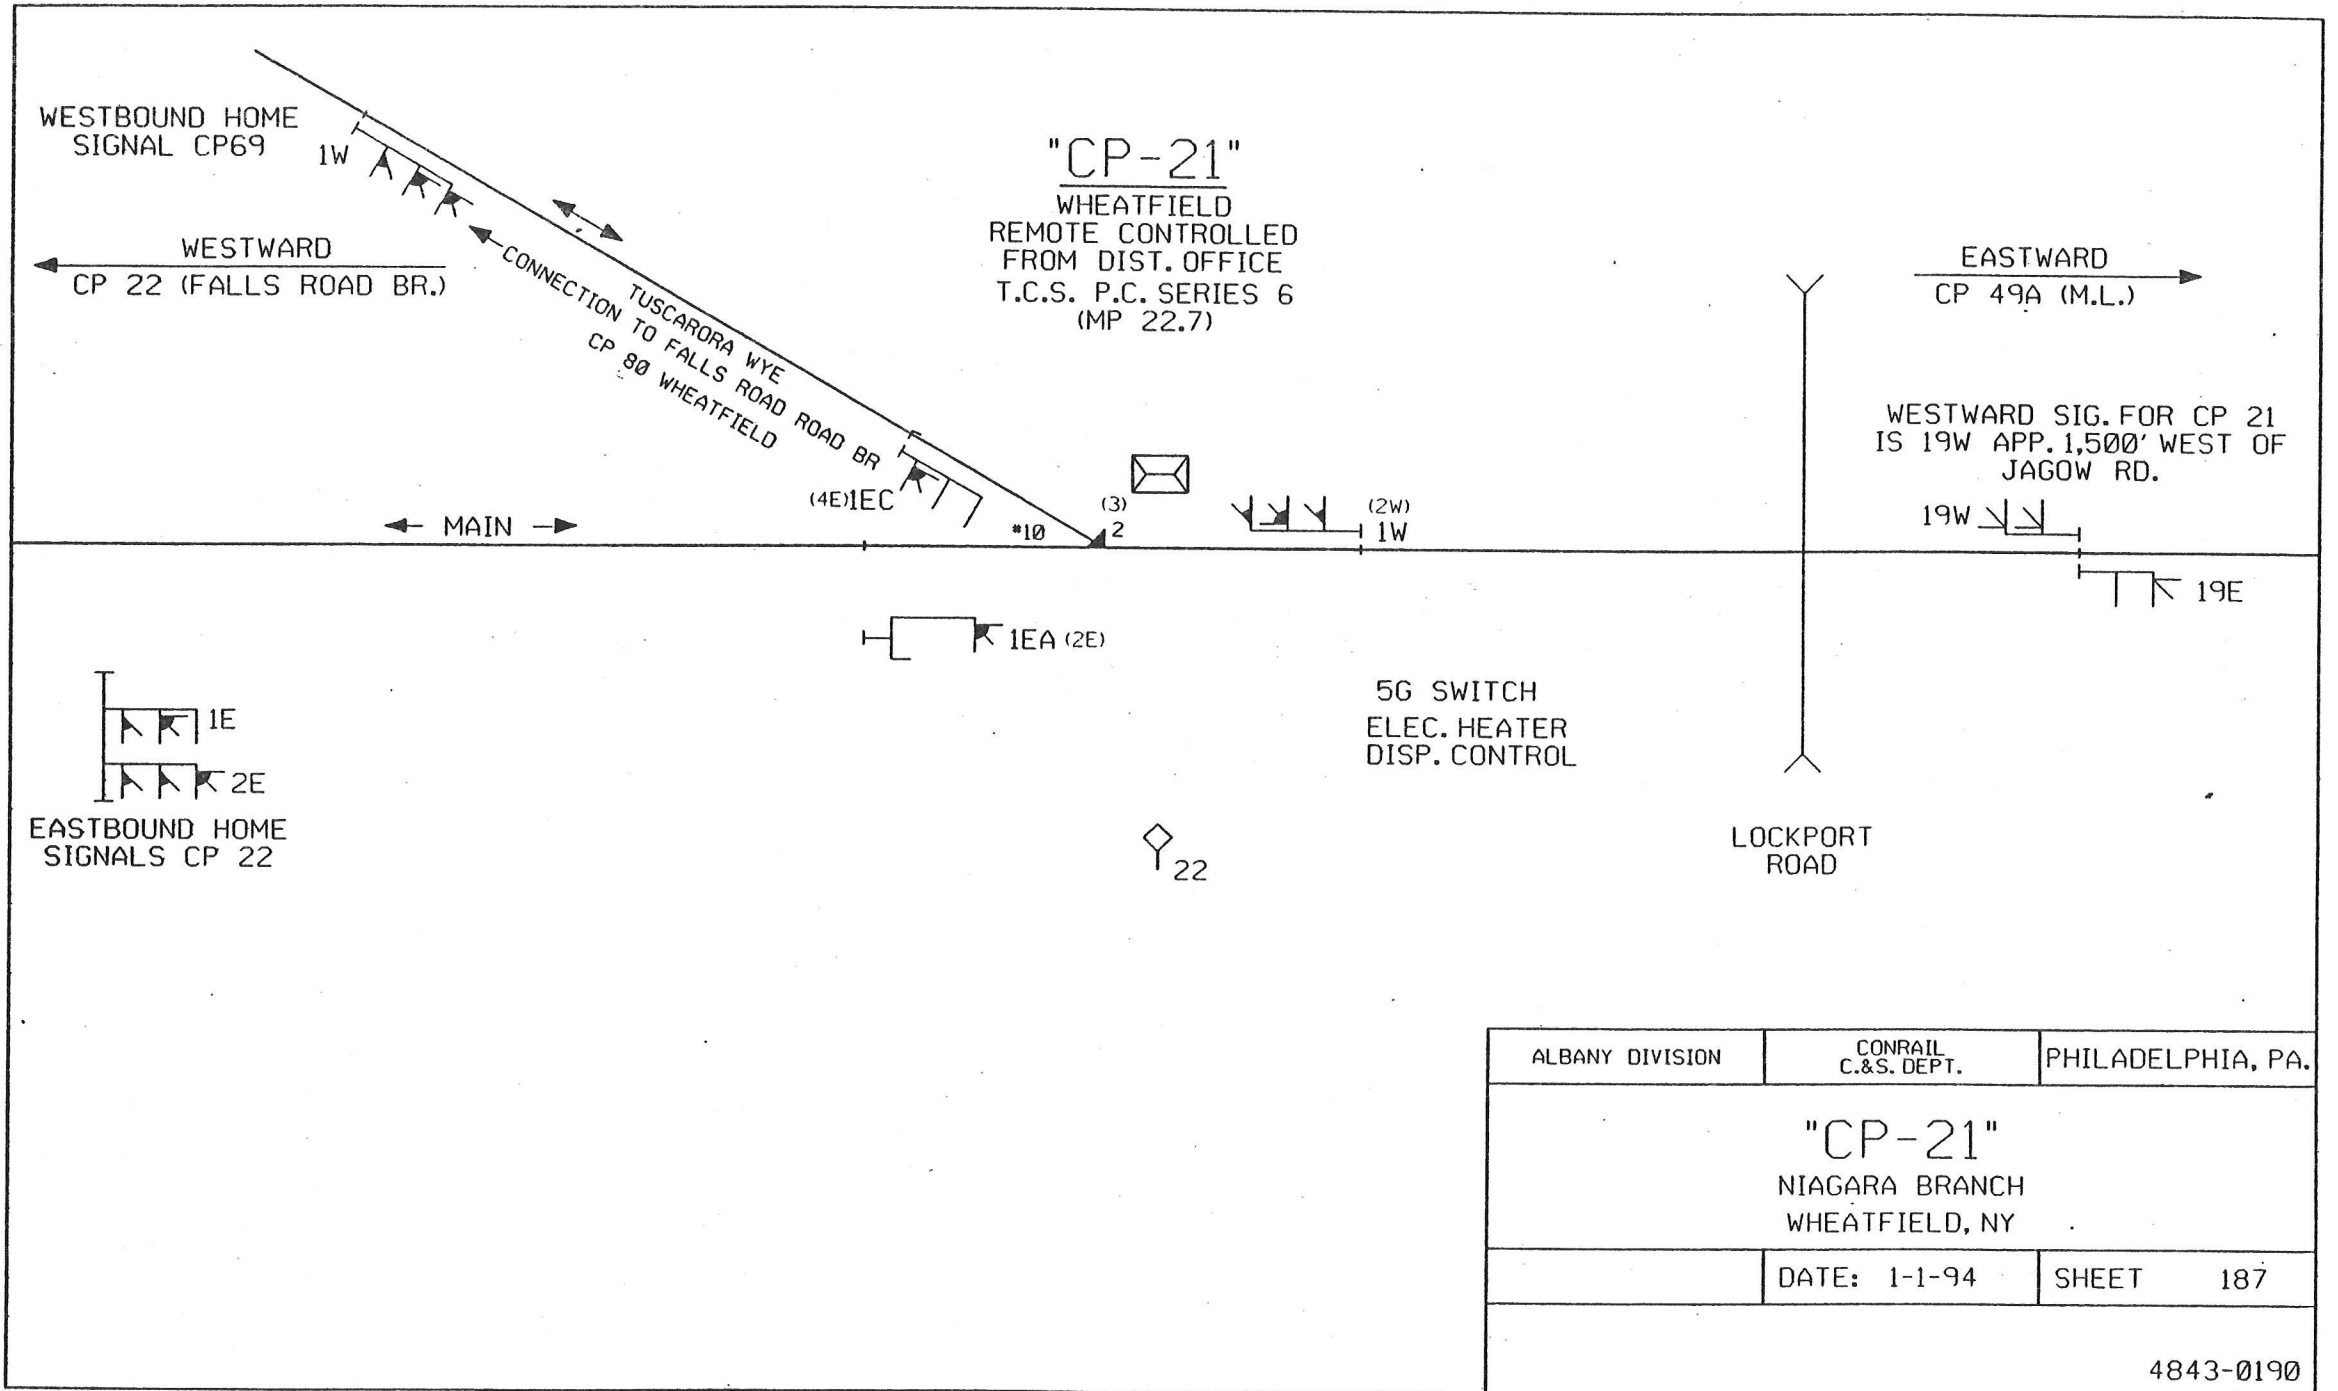 WESTBOUND HOME
SIGNAL CP69
1W
WESTWARD
CP 22 (FALLS ROAD BR.)
TUSCARORA WYE
CONNECTION TO FALLS ROAD ROAD BR
CP 80 WHEATFIELD
"CP-21"
WHEATFIELD
REMOTE CONTROLLED
FROM DIST. OFFICE
T.C.S. P.C. SERIES 6
(MP 22.7)
EASTWARD
CP 49A (M.L.)
WESTWARD SIG. FOR CP 21
IS 19W APP. 1,500' WEST OF
JAGOW RD.
19W
19E
(4E)1EC
MAIN
#10
(3)
2
(2W)
1W
1EA (2E)
1E
2E
EASTBOUND HOME
SIGNALS CP 22
5G SWITCH
ELEC. HEATER
DISP. CONTROL
22
LOCKPORT
ROAD
ALBANY DIVISION
CONRAIL
C.&S. DEPT.
PHILADELPHIA, PA.
"CP-21"
NIAGARA BRANCH
WHEATFIELD, NY
DATE: 1-1-94
SHEET 187
4843-0190